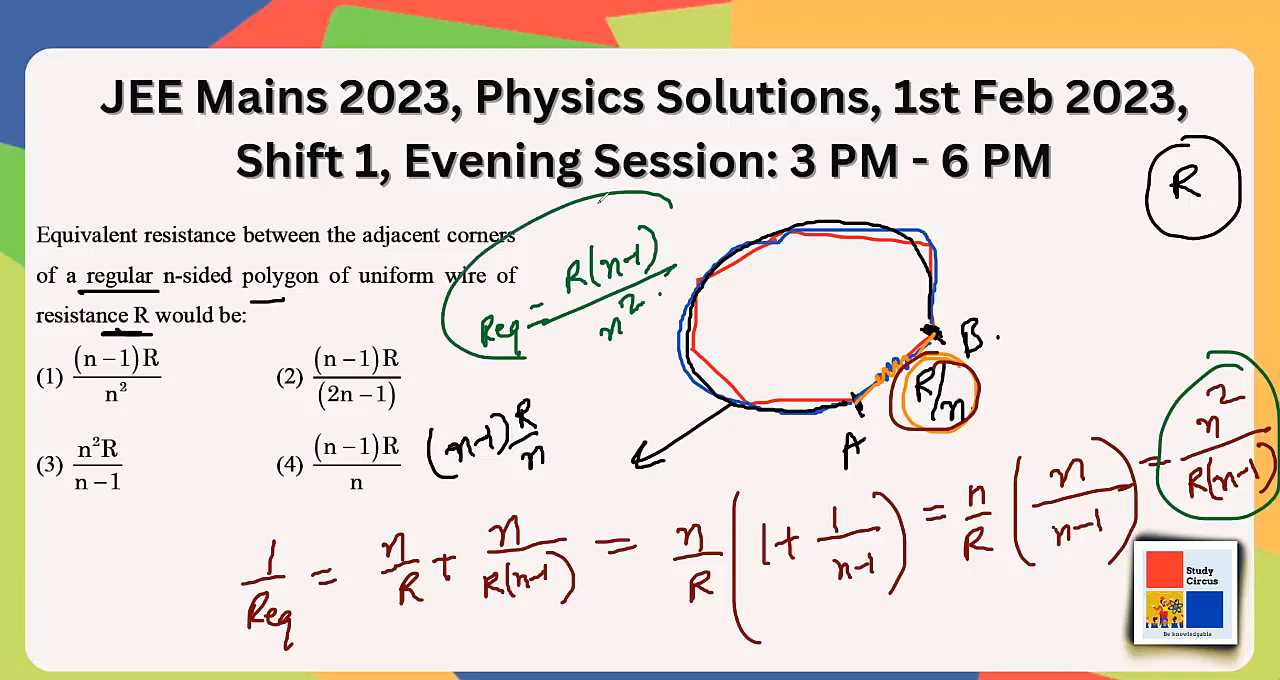 JEE Mains 2023, Physics Solutions, 1st Feb 2023,
Shift 1, Evening Session: 3 PM - 6 PM
R
Equivalent resistance between the adjacent corners
of a regular n-sided polygon of uniform wire of
resistance R would be:
(1) (n−1)R / n²
(2) (n−1)R / (2n−1)
(3) n²R / n−1
(4) (n−1)R / n
Req = R(n-1) / n².
B.
R/n
A
(n-1) R/n
1/Req = n/R + n/R(n-1) = n/R (1 + 1/n-1) = n/R (n/n-1) = n²/R(n-1)
Study
Circus
Be knowledgable